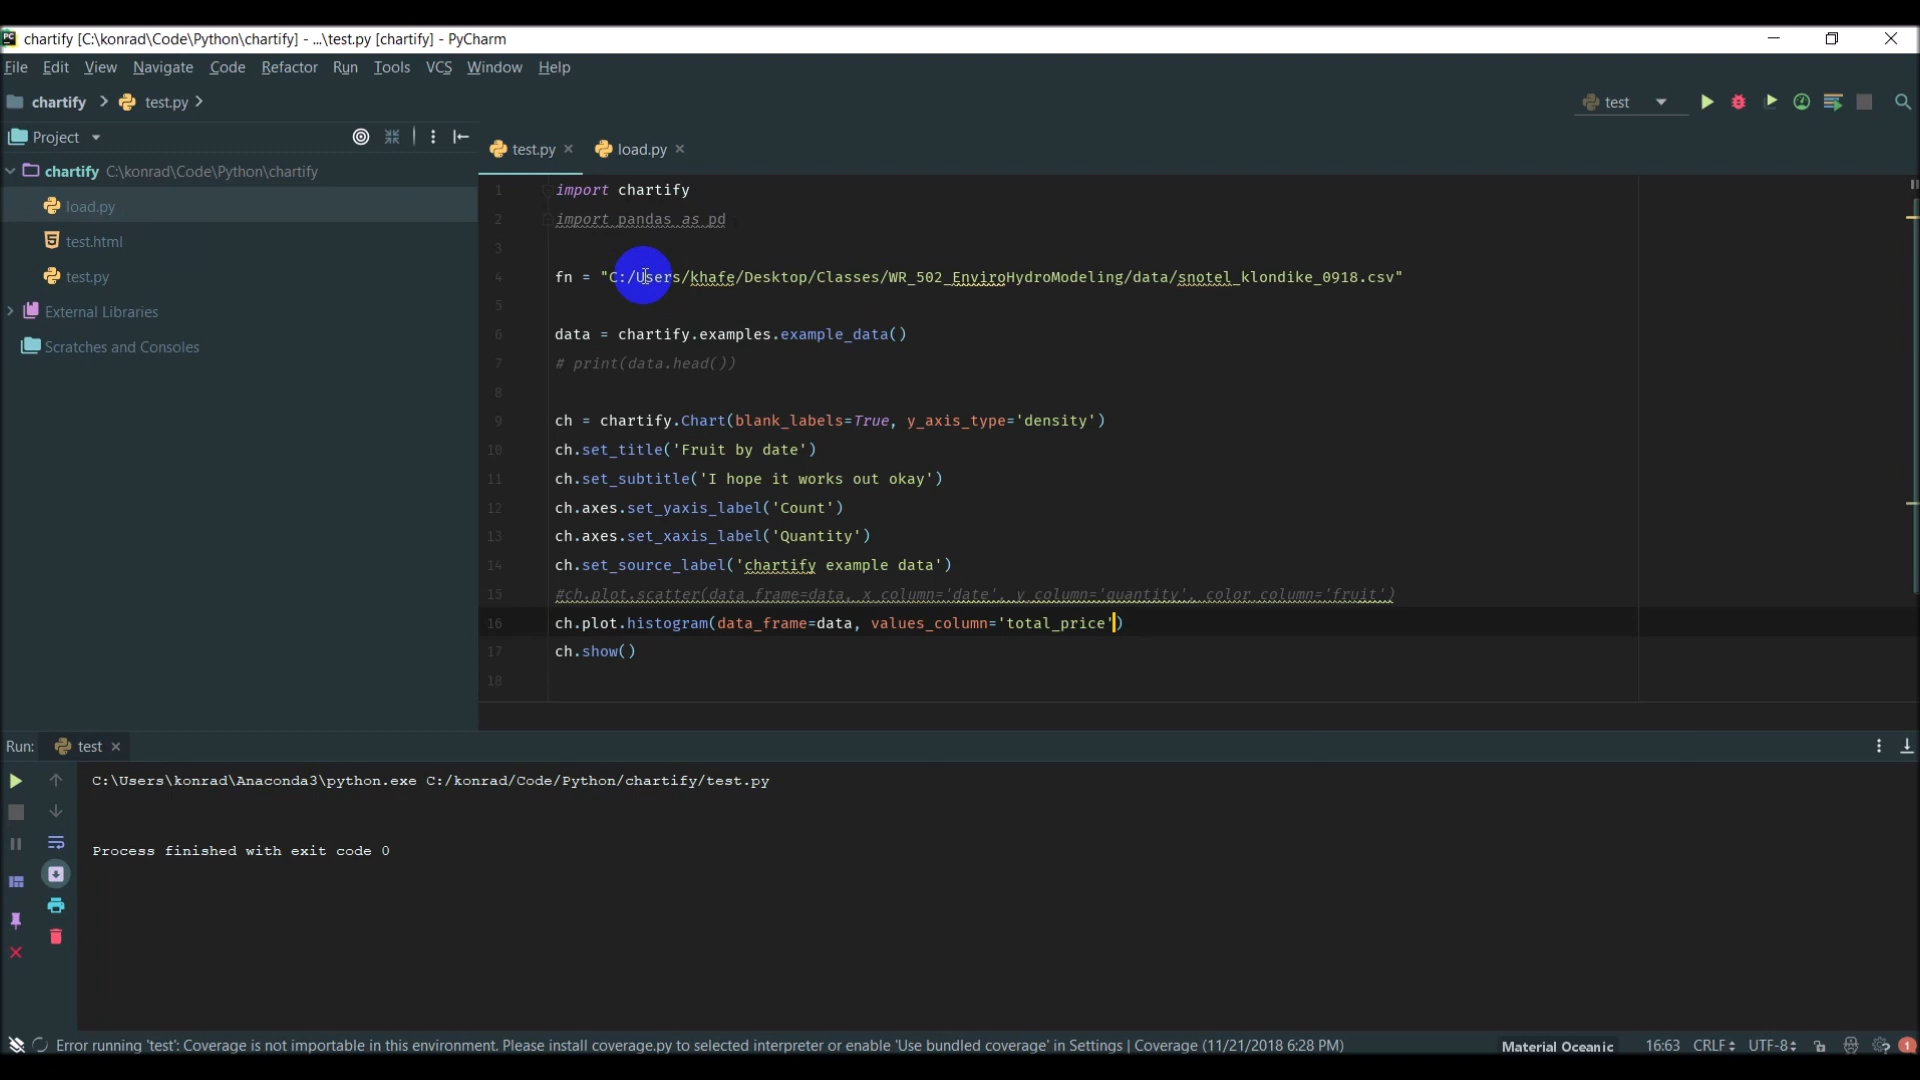 chartify [C:\konrad\Code\Python\chartify] - ...\test.py [chartify] - PyCharm
File Edit View Navigate Code Refactor Run Tools VCS Window Help
chartify test.py test
Project
test.py load.py
chartify C:\konrad\Code\Python\chartify
load.py
test.html
test.py
External Libraries
Scratches and Consoles
1 import chartify
2 import pandas as pd
3
4 fn = "C:/Users/khafe/Desktop/Classes/WR_502_EnviroHydroModeling/data/snotel_klondike_0918.csv"
5
6 data = chartify.examples.example_data()
7 # print(data.head())
8
9 ch = chartify.Chart(blank_labels=True, y_axis_type='density')
10 ch.set_title('Fruit by date')
11 ch.set_subtitle('I hope it works out okay')
12 ch.axes.set_yaxis_label('Count')
13 ch.axes.set_xaxis_label('Quantity')
14 ch.set_source_label('chartify example data')
15 #ch.plot.scatter(data_frame=data, x_column='date', y_column='quantity', color_column='fruit')
16 ch.plot.histogram(data_frame=data, values_column='total_price')
17 ch.show()
18
Run: test
C:\Users\konrad\Anaconda3\python.exe C:/konrad/Code/Python/chartify/test.py
Process finished with exit code 0
Error running 'test': Coverage is not importable in this environment. Please install coverage.py to selected interpreter or enable 'Use bundled coverage' in Settings | Coverage (11/21/2018 6:28 PM) Material Oceanic 16:63 CRLF UTF-8 1